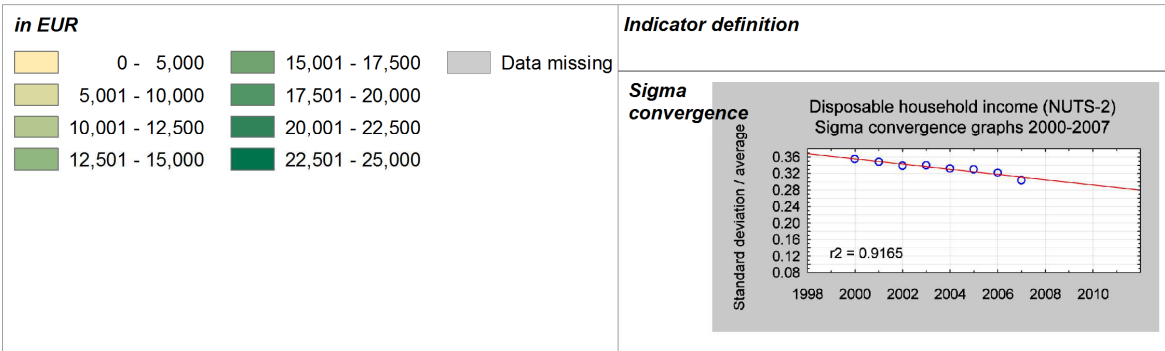 in EUR
0 - 5,000
5,001 - 10,000
10,001 - 12,500
12,501 - 15,000
15,001 - 17,500
17,501 - 20,000
20,001 - 22,500
22,501 - 25,000
Data missing
Indicator definition
Sigma
convergence
Disposable household income (NUTS-2)
Sigma convergence graphs 2000-2007
Standard deviation / average
0.36
0.32
0.28
0.24
0.20
0.16
0.12
0.08
r2 = 0.9165
1998 2000 2002 2004 2006 2008 2010